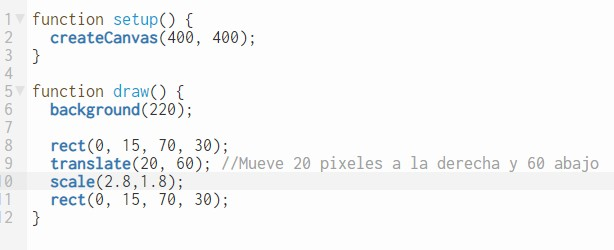 1 function setup() {
2 createCanvas(400, 400);
3 }
4
5 function draw() {
6 background(220);
7
8 rect(0, 15, 70, 30);
9 translate(20, 60); //Mueve 20 pixeles a la derecha y 60 abajo
10 scale(2.8,1.8);
11 rect(0, 15, 70, 30);
12 }